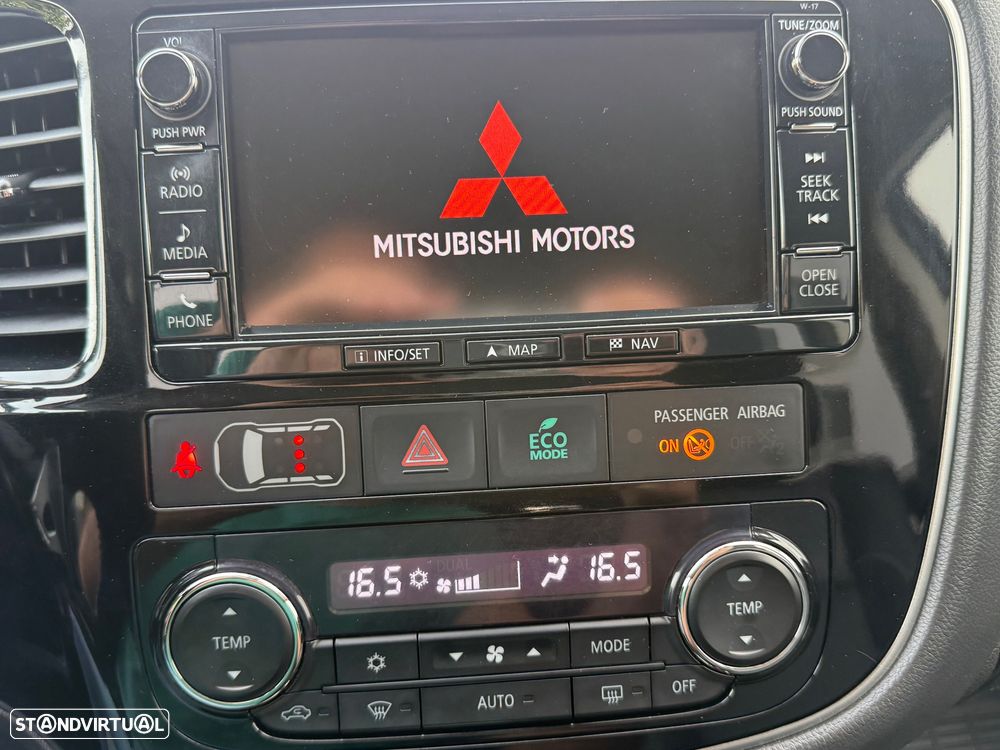 W-17
VOL
TUNE/ZOOM
PUSH PWR
PUSH SOUND
RADIO
SEEK
TRACK
MEDIA
MITSUBISHI MOTORS
OPEN
CLOSE
PHONE
INFO/SET
MAP
NAV
PASSENGER AIRBAG
ECO
MODE
ON
OFF
DUAL
16.5
16.5
TEMP
TEMP
MODE
AUTO
OFF
STANDVIRTUAL